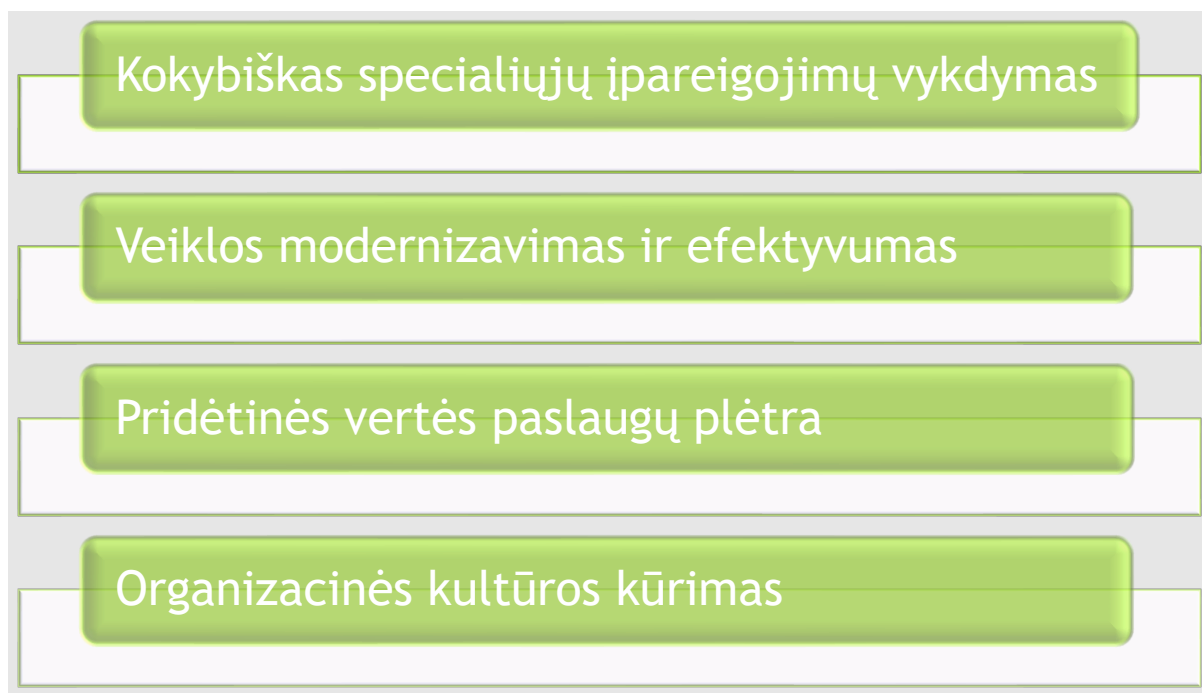 Kokybiškas specialiųjų įpareigojimų vykdymas
Veiklos modernizavimas ir efektyvumas
Pridėtinės vertės paslaugų plėtra
Organizacinės kultūros kūrimas